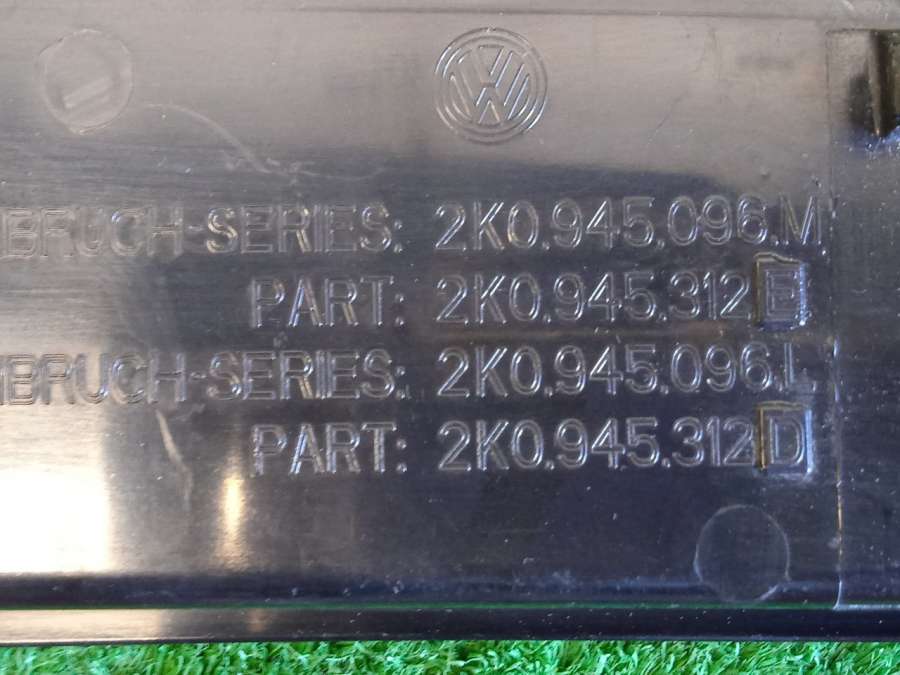 BRUCH-SERIES: 2K0.945.096.M
PART: 2K0.945.312 E
BRUCH-SERIES: 2K0.945.096.L
PART: 2K0.945.312 D